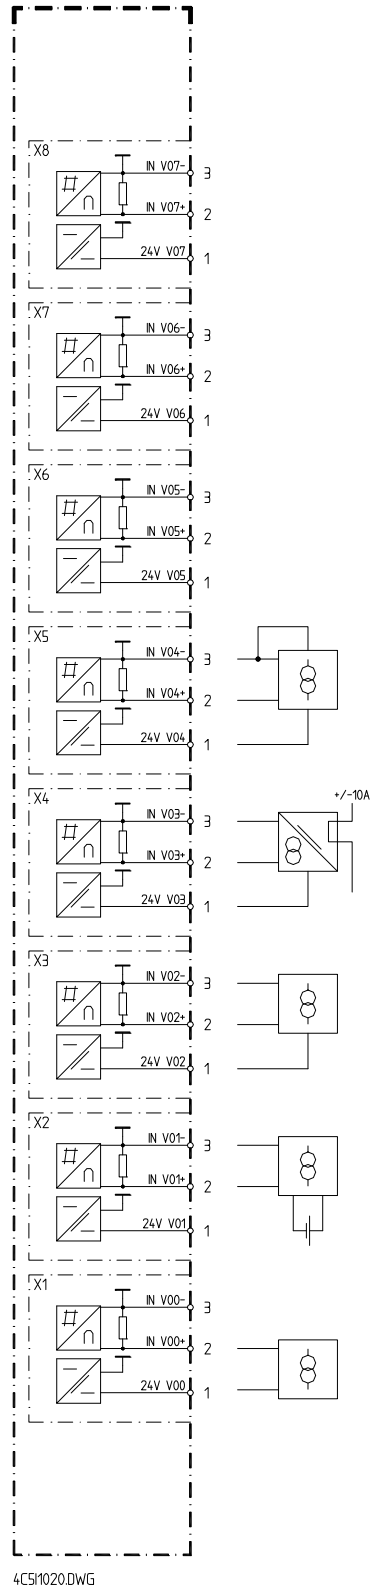 X8
IN V07- 3
IN V07+ 2
24V V07 1
X7
IN V06- 3
IN V06+ 2
24V V06 1
X6
IN V05- 3
IN V05+ 2
24V V05 1
X5
IN V04- 3
IN V04+ 2
24V V04 1
+/-10A
X4
IN V03- 3
IN V03+ 2
24V V03 1
X3
IN V02- 3
IN V02+ 2
24V V02 1
X2
IN V01- 3
IN V01+ 2
24V V01 1
X1
IN V00- 3
IN V00+ 2
24V V00 1
4C5I1020.DWG